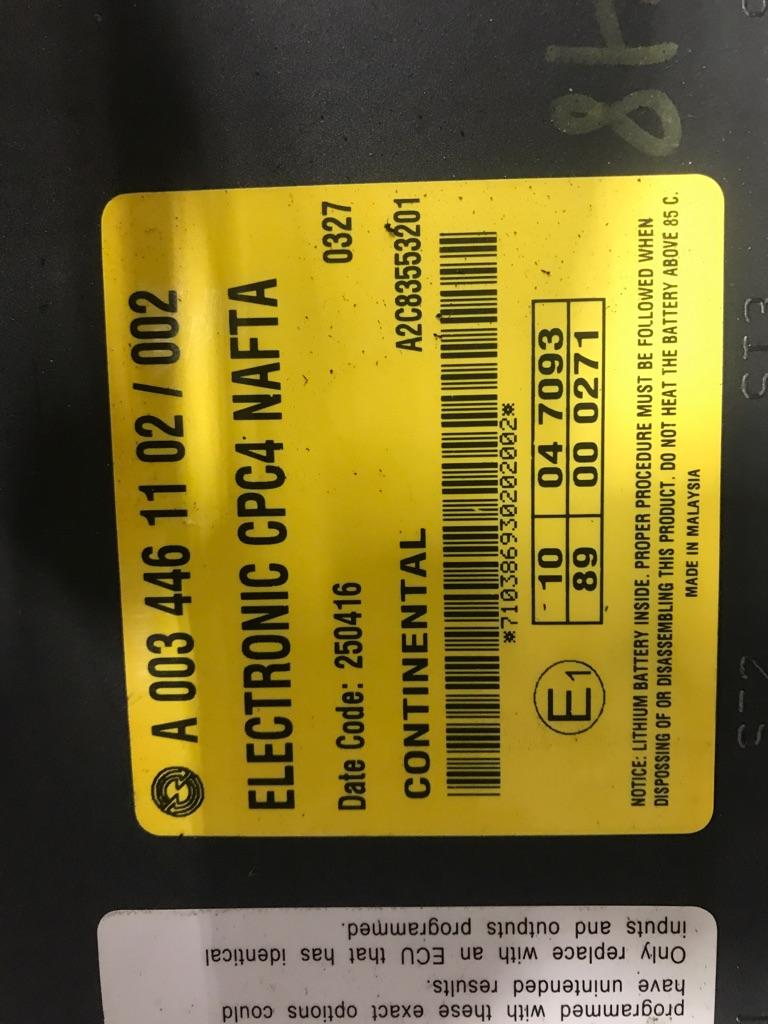 A 003 446 11 02 / 002
ELECTRONIC CPC4 NAFTA
Date Code: 250416 0327
CONTINENTAL A2C83553201
*71038693020202002*
E1
10 04 7093
89 00 0271
NOTICE: LITHIUM BATTERY INSIDE. PROPER PROCEDURE MUST BE FOLLOWED WHEN
DISPOSSING OF OR DISASSEMBLING THIS PRODUCT. DO NOT HEAT THE BATTERY ABOVE 85 C.
MADE IN MALAYSIA
programmed with these exact options could
have unintended results.
Only replace with an ECU that has identical
inputs and outputs programmed.
ST2
ST3